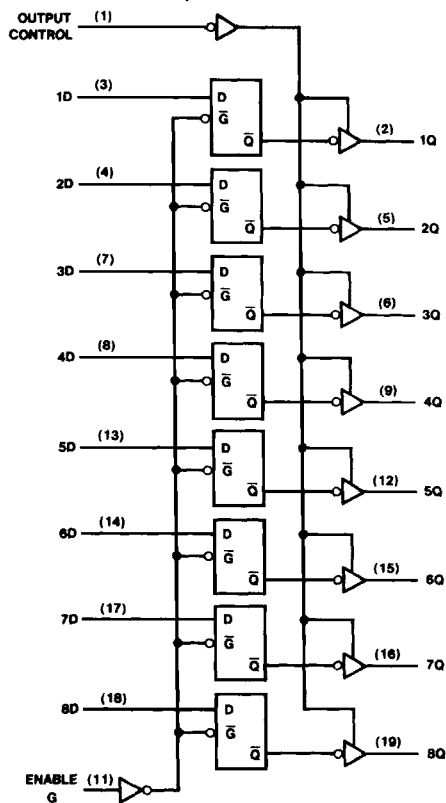 OUTPUT CONTROL (1)
1D (3) D
G̅
Q̅ (2) 1Q
2D (4) D
G̅
Q̅ (5) 2Q
3D (7) D
G̅
Q̅ (6) 3Q
4D (8) D
G̅
Q̅ (9) 4Q
5D (13) D
G̅
Q̅ (12) 5Q
6D (14) D
G̅
Q̅ (15) 6Q
7D (17) D
G̅
Q̅ (16) 7Q
8D (18) D
G̅
Q̅ (19) 8Q
ENABLE G (11)